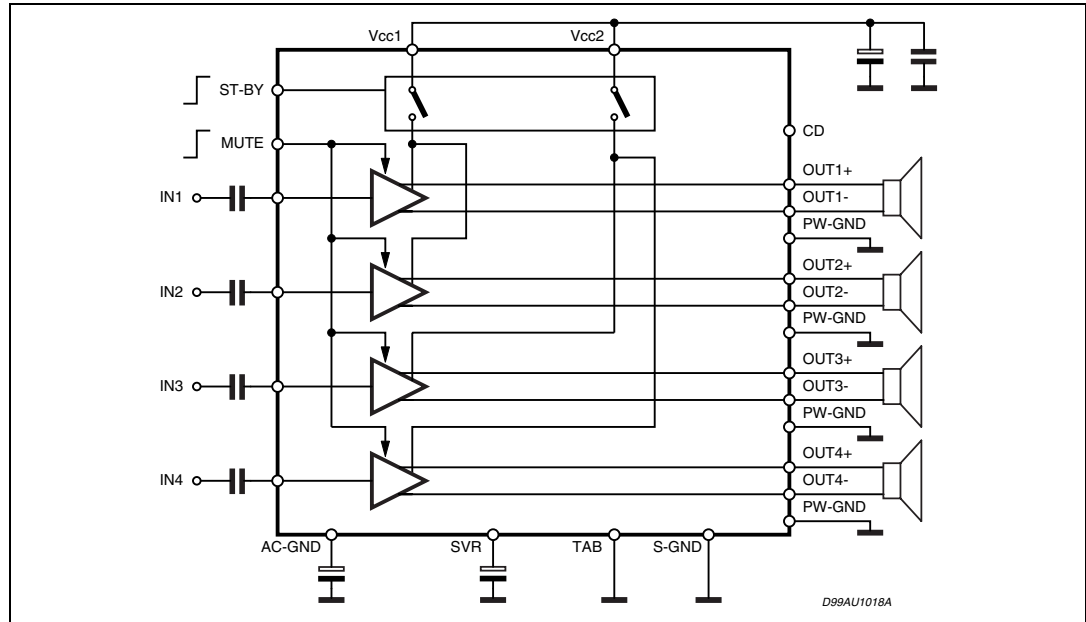 Vcc1
Vcc2
ST-BY
MUTE
CD
IN1
OUT1+
OUT1-
PW-GND
IN2
OUT2+
OUT2-
PW-GND
IN3
OUT3+
OUT3-
PW-GND
IN4
OUT4+
OUT4-
PW-GND
AC-GND
SVR
TAB
S-GND
D99AU1018A